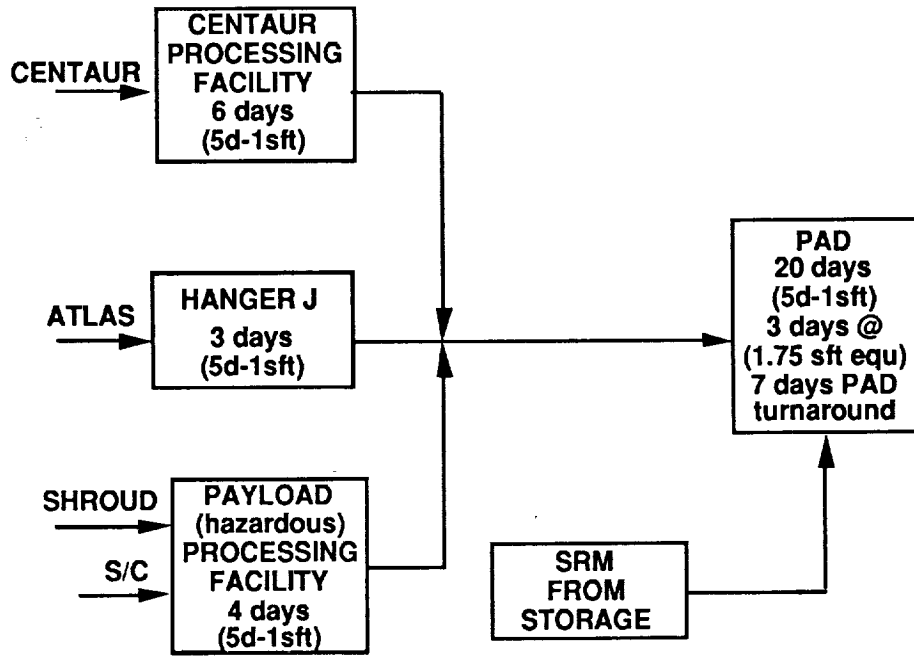 CENTAUR
CENTAUR
PROCESSING
FACILITY
6 days
(5d-1sft)
ATLAS
HANGER J
3 days
(5d-1sft)
SHROUD
S/C
PAYLOAD
(hazardous)
PROCESSING
FACILITY
4 days
(5d-1sft)
SRM
FROM
STORAGE
PAD
20 days
(5d-1sft)
3 days @
(1.75 sft equ)
7 days PAD
turnaround